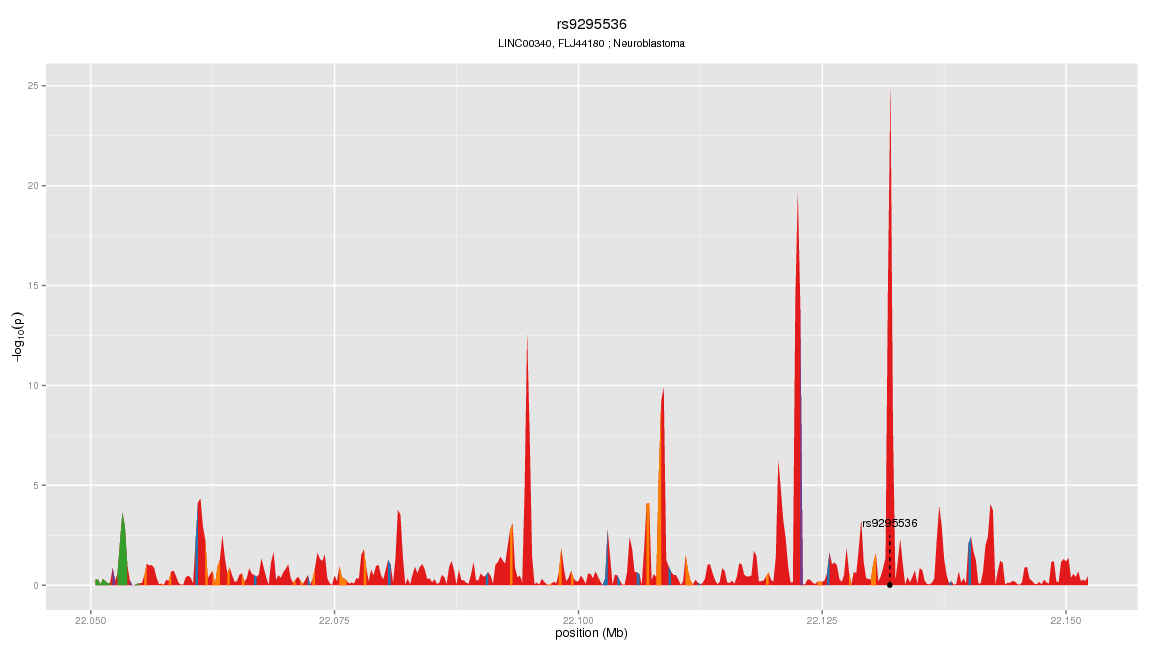 rs9295536
LINC00340, FLJ44180 ; Neuroblastoma
25
20
15
10
5
0
−log10(p)
rs9295536
22.050 22.075 22.100 22.125 22.150
position (Mb)